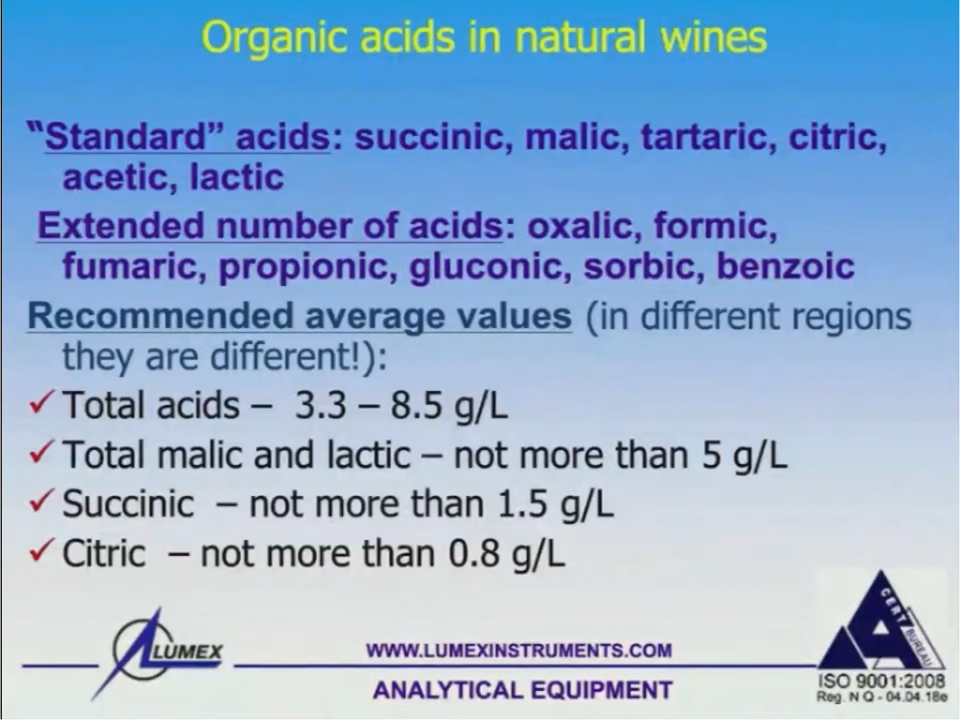 Organic acids in natural wines
“Standard” acids: succinic, malic, tartaric, citric,
acetic, lactic
Extended number of acids: oxalic, formic,
fumaric, propionic, gluconic, sorbic, benzoic
Recommended average values (in different regions
they are different!):
✓ Total acids – 3.3 – 8.5 g/L
✓ Total malic and lactic – not more than 5 g/L
✓ Succinic – not more than 1.5 g/L
✓ Citric – not more than 0.8 g/L
LUMEX
WWW.LUMEXINSTRUMENTS.COM
ANALYTICAL EQUIPMENT
CERT BUREAU
ISO 9001:2008
Reg. N Q - 04.04.18e